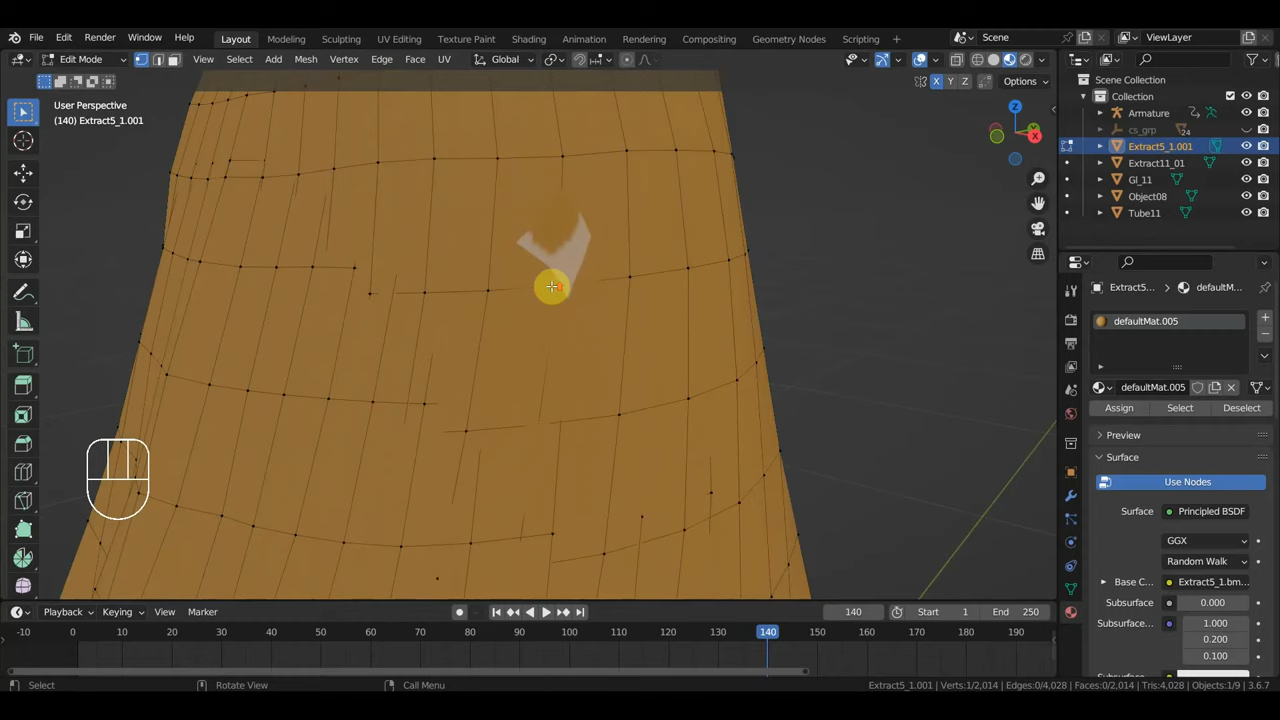 File Edit Render Window Help Layout Modeling Sculpting UV Editing Texture Paint Shading Animation Rendering Compositing Geometry Nodes Scripting + Scene ViewLayer
Edit Mode View Select Add Mesh Vertex Edge Face UV Global
X Y Z Options
User Perspective
(140) Extract5_1.001
Z
X
Scene Collection
Collection
Armature
cs_grp 24
Extract5_1.001
Extract11_01
Gl_11
Object08
Tube11
Extract5... defaultMat...
defaultMat.005
defaultMat.005
Assign Select Deselect
Preview
Surface
Use Nodes
Surface Principled BSDF
GGX
Random Walk
Base C... Extract5_1.bm...
Subsurface 0.000
Subsurface... 1.000
0.200
0.100
Playback Keying View Marker 140 Start 1 End 250
-10 0 10 20 30 40 50 60 70 80 90 100 110 120 130 140 150 160 170 180 190
Select Rotate View Call Menu Extract5_1.001 | Verts:1/2,014 | Edges:0/4,028 | Faces:0/2,014 | Tris:4,028 | Objects:1/9 | 3.6.7